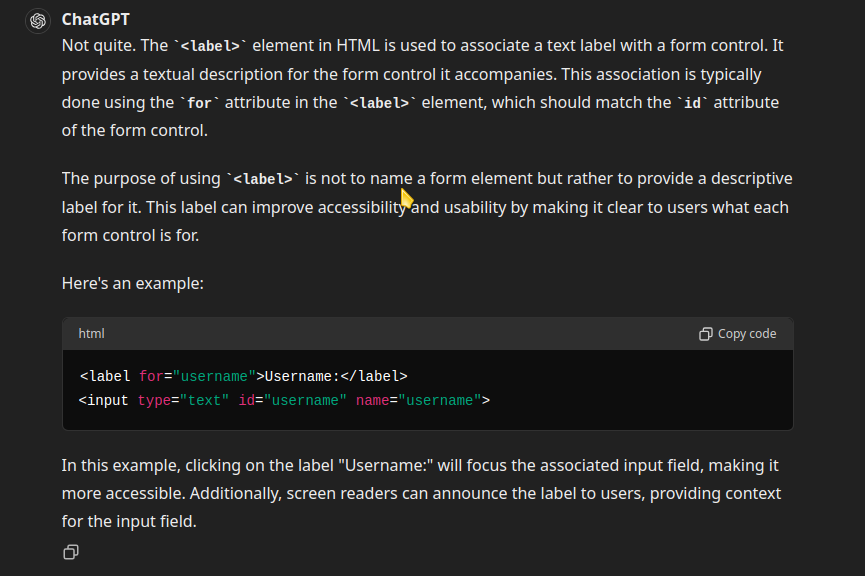 ChatGPT
Not quite. The `<label>` element in HTML is used to associate a text label with a form control. It
provides a textual description for the form control it accompanies. This association is typically
done using the `for` attribute in the `<label>` element, which should match the `id` attribute
of the form control.
The purpose of using `<label>` is not to name a form element but rather to provide a descriptive
label for it. This label can improve accessibility and usability by making it clear to users what each
form control is for.
Here's an example:
html
Copy code
<label for="username">Username:</label>
<input type="text" id="username" name="username">
In this example, clicking on the label "Username:" will focus the associated input field, making it
more accessible. Additionally, screen readers can announce the label to users, providing context
for the input field.